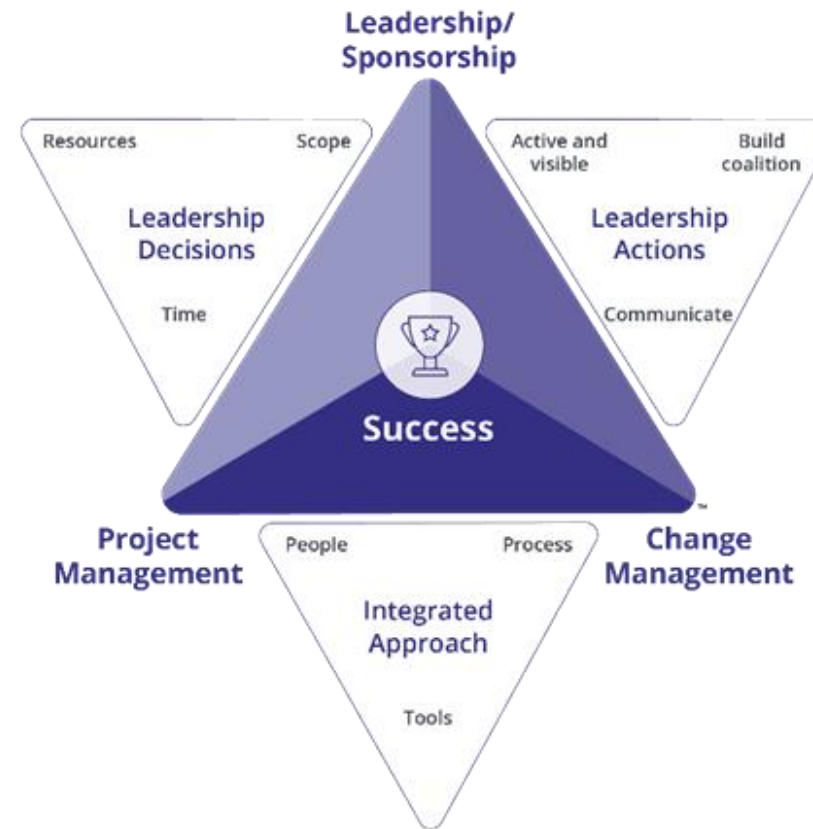 Leadership/
Sponsorship
Resources
Scope
Leadership
Decisions
Time
Active and
visible
Build
coalition
Leadership
Actions
Communicate
Success
™
Project
Management
Change
Management
People
Process
Integrated
Approach
Tools